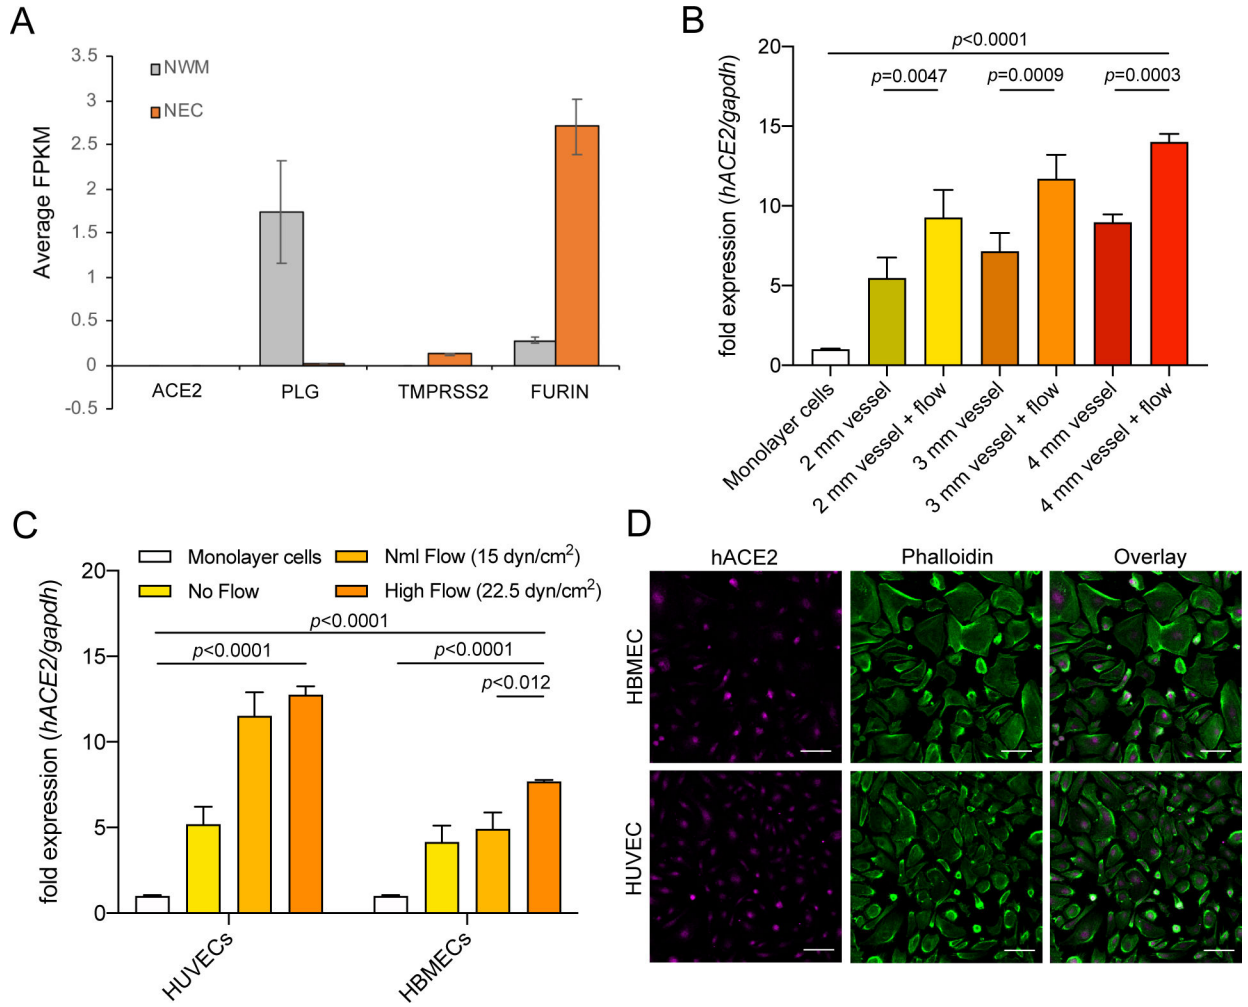 A
Average FPKM
3.5
3
2.5
2
1.5
1
0.5
0
-0.5
NWM
NEC
ACE2
PLG
TMPRSS2
FURIN
B
fold expression (hACE2/gapdh)
20
15
10
5
0
p<0.0001
p=0.0047
p=0.0009
p=0.0003
Monolayer cells
2 mm vessel
2 mm vessel + flow
3 mm vessel
3 mm vessel + flow
4 mm vessel
4 mm vessel + flow
C
Monolayer cells
Nml Flow (15 dyn/cm²)
No Flow
High Flow (22.5 dyn/cm²)
fold expression (hACE2/gapdh)
20
15
10
5
0
p<0.0001
p<0.0001
p<0.0001
p<0.012
HUVECs
HBMECs
D
hACE2
Phalloidin
Overlay
HBMEC
HUVEC